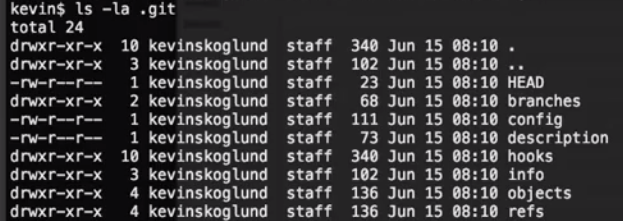 kevin$ ls -la .git
total 24
drwxr-xr-x  10 kevinskoglund  staff  340 Jun 15 08:10 .
drwxr-xr-x   3 kevinskoglund  staff  102 Jun 15 08:10 ..
-rw-r--r--   1 kevinskoglund  staff   23 Jun 15 08:10 HEAD
drwxr-xr-x   2 kevinskoglund  staff   68 Jun 15 08:10 branches
-rw-r--r--   1 kevinskoglund  staff  111 Jun 15 08:10 config
-rw-r--r--   1 kevinskoglund  staff   73 Jun 15 08:10 description
drwxr-xr-x  10 kevinskoglund  staff  340 Jun 15 08:10 hooks
drwxr-xr-x   3 kevinskoglund  staff  102 Jun 15 08:10 info
drwxr-xr-x   4 kevinskoglund  staff  136 Jun 15 08:10 objects
drwxr-xr-x   4 kevinskoglund  staff  136 Jun 15 08:10 refs